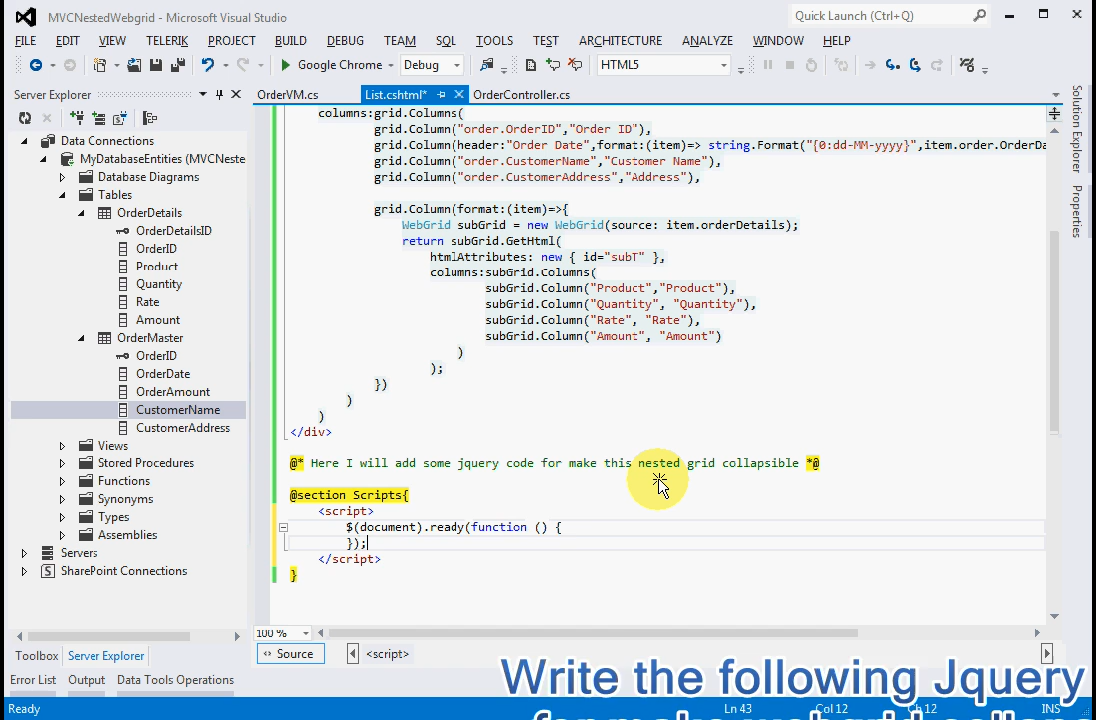 MVCNestedWebgrid - Microsoft Visual Studio
Quick Launch (Ctrl+Q)
FILE EDIT VIEW TELERIK PROJECT BUILD DEBUG TEAM SQL TOOLS TEST ARCHITECTURE ANALYZE WINDOW HELP
Google Chrome Debug HTML5
Server Explorer
OrderVM.cs List.cshtml* OrderController.cs
Data Connections
MyDatabaseEntities (MVCNeste
Database Diagrams
Tables
OrderDetails
OrderDetailsID
OrderID
Product
Quantity
Rate
Amount
OrderMaster
OrderID
OrderDate
OrderAmount
CustomerName
CustomerAddress
Views
Stored Procedures
Functions
Synonyms
Types
Assemblies
Servers
SharePoint Connections
Toolbox Server Explorer
Error List Output Data Tools Operations
columns:grid.Columns(
grid.Column("order.OrderID","Order ID"),
grid.Column(header:"Order Date",format:(item)=> string.Format("{0:dd-MM-yyyy}",item.order.OrderDa
grid.Column("order.CustomerName","Customer Name"),
grid.Column("order.CustomerAddress","Address"),
grid.Column(format:(item)=>{
WebGrid subGrid = new WebGrid(source: item.orderDetails);
return subGrid.GetHtml(
htmlAttributes: new { id="subT" },
columns:subGrid.Columns(
subGrid.Column("Product","Product"),
subGrid.Column("Quantity", "Quantity"),
subGrid.Column("Rate", "Rate"),
subGrid.Column("Amount", "Amount")
)
);
})
)
)
</div>
@* Here I will add some jquery code for make this nested grid collapsible *@
@section Scripts{
<script>
$(document).ready(function () {
});
</script>
}
100 %
Source <script>
Solution Explorer
Properties
Write the following Jquery
Ready Ln 43 Col 12 Ch 12 INS